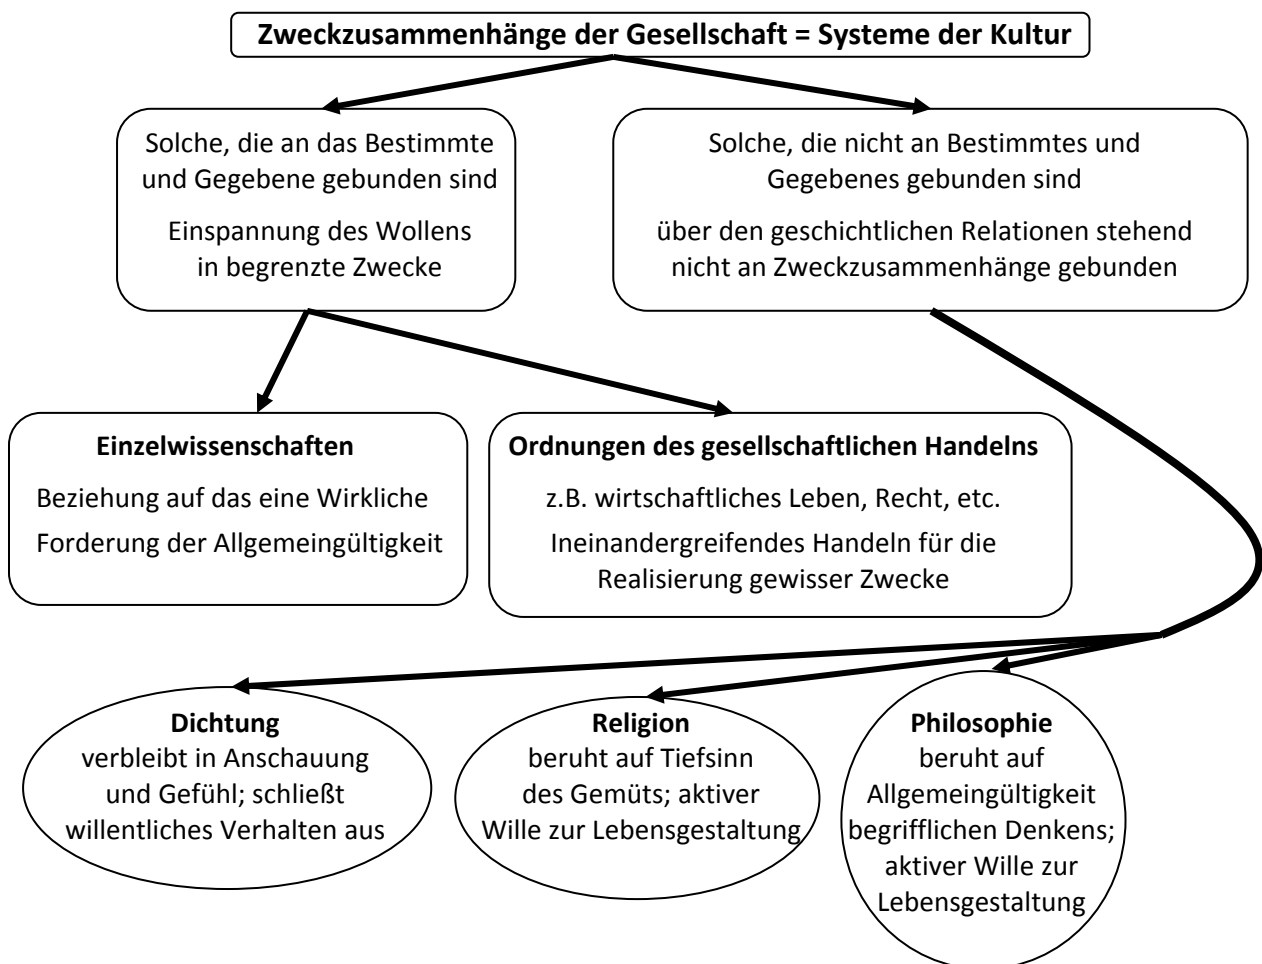 Zweckzusammenhänge der Gesellschaft = Systeme der Kultur
Solche, die an das Bestimmte
und Gegebene gebunden sind
Einspannung des Wollens
in begrenzte Zwecke
Solche, die nicht an Bestimmtes und
Gegebenes gebunden sind
über den geschichtlichen Relationen stehend
nicht an Zweckzusammenhänge gebunden
Einzelwissenschaften
Beziehung auf das eine Wirkliche
Forderung der Allgemeingültigkeit
Ordnungen des gesellschaftlichen Handelns
z.B. wirtschaftliches Leben, Recht, etc.
Ineinandergreifendes Handeln für die
Realisierung gewisser Zwecke
Dichtung
verbleibt in Anschauung
und Gefühl; schließt
willentliches Verhalten aus
Religion
beruht auf Tiefsinn
des Gemüts; aktiver
Wille zur Lebensgestaltung
Philosophie
beruht auf
Allgemeingültigkeit
begrifflichen Denkens;
aktiver Wille zur
Lebensgestaltung